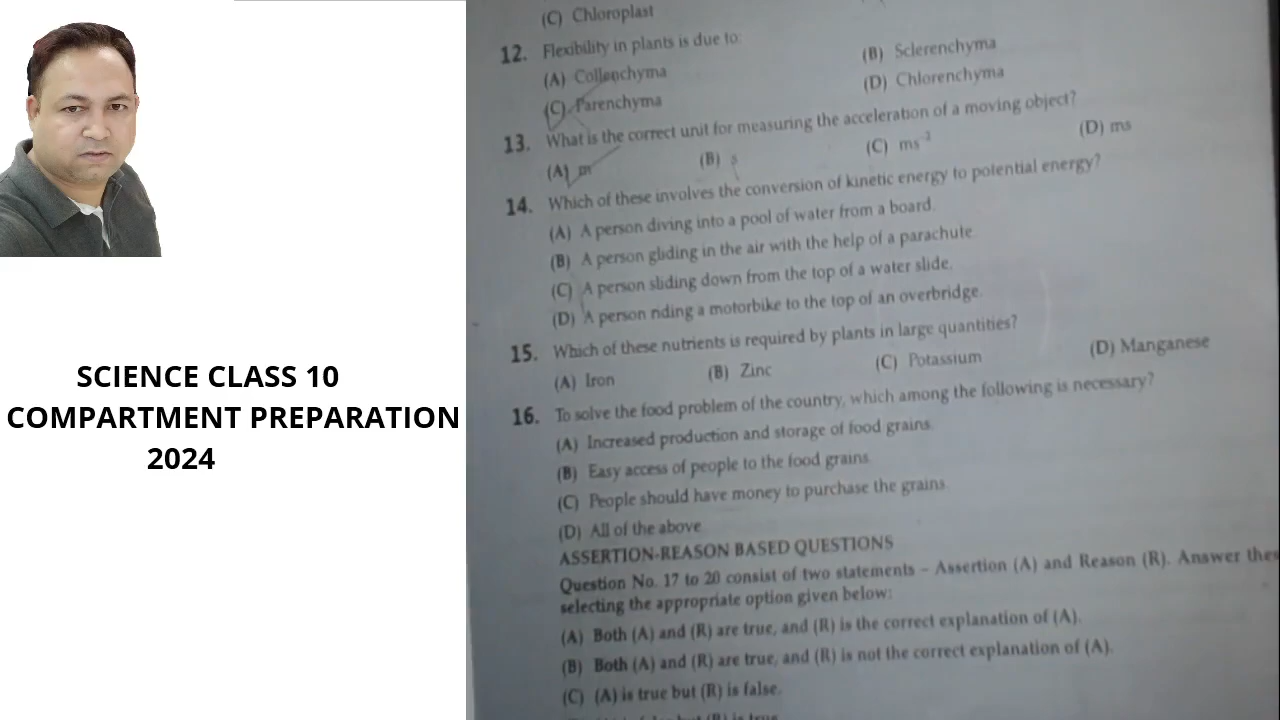 SCIENCE CLASS 10
COMPARTMENT PREPARATION
2024
(C) Chloroplast
12. Flexibility in plants is due to:
(A) Collenchyma (B) Sclerenchyma
(C) Parenchyma (D) Chlorenchyma
13. What is the correct unit for measuring the acceleration of a moving object?
(A) m (B) s (C) ms⁻² (D) ms
14. Which of these involves the conversion of kinetic energy to potential energy?
(A) A person diving into a pool of water from a board.
(B) A person gliding in the air with the help of a parachute.
(C) A person sliding down from the top of a water slide.
(D) A person riding a motorbike to the top of an overbridge.
15. Which of these nutrients is required by plants in large quantities?
(A) Iron (B) Zinc (C) Potassium (D) Manganese
16. To solve the food problem of the country, which among the following is necessary?
(A) Increased production and storage of food grains.
(B) Easy access of people to the food grains.
(C) People should have money to purchase the grains.
(D) All of the above
ASSERTION-REASON BASED QUESTIONS
Question No. 17 to 20 consist of two statements – Assertion (A) and Reason (R). Answer thes
selecting the appropriate option given below:
(A) Both (A) and (R) are true, and (R) is the correct explanation of (A).
(B) Both (A) and (R) are true, and (R) is not the correct explanation of (A).
(C) (A) is true but (R) is false.